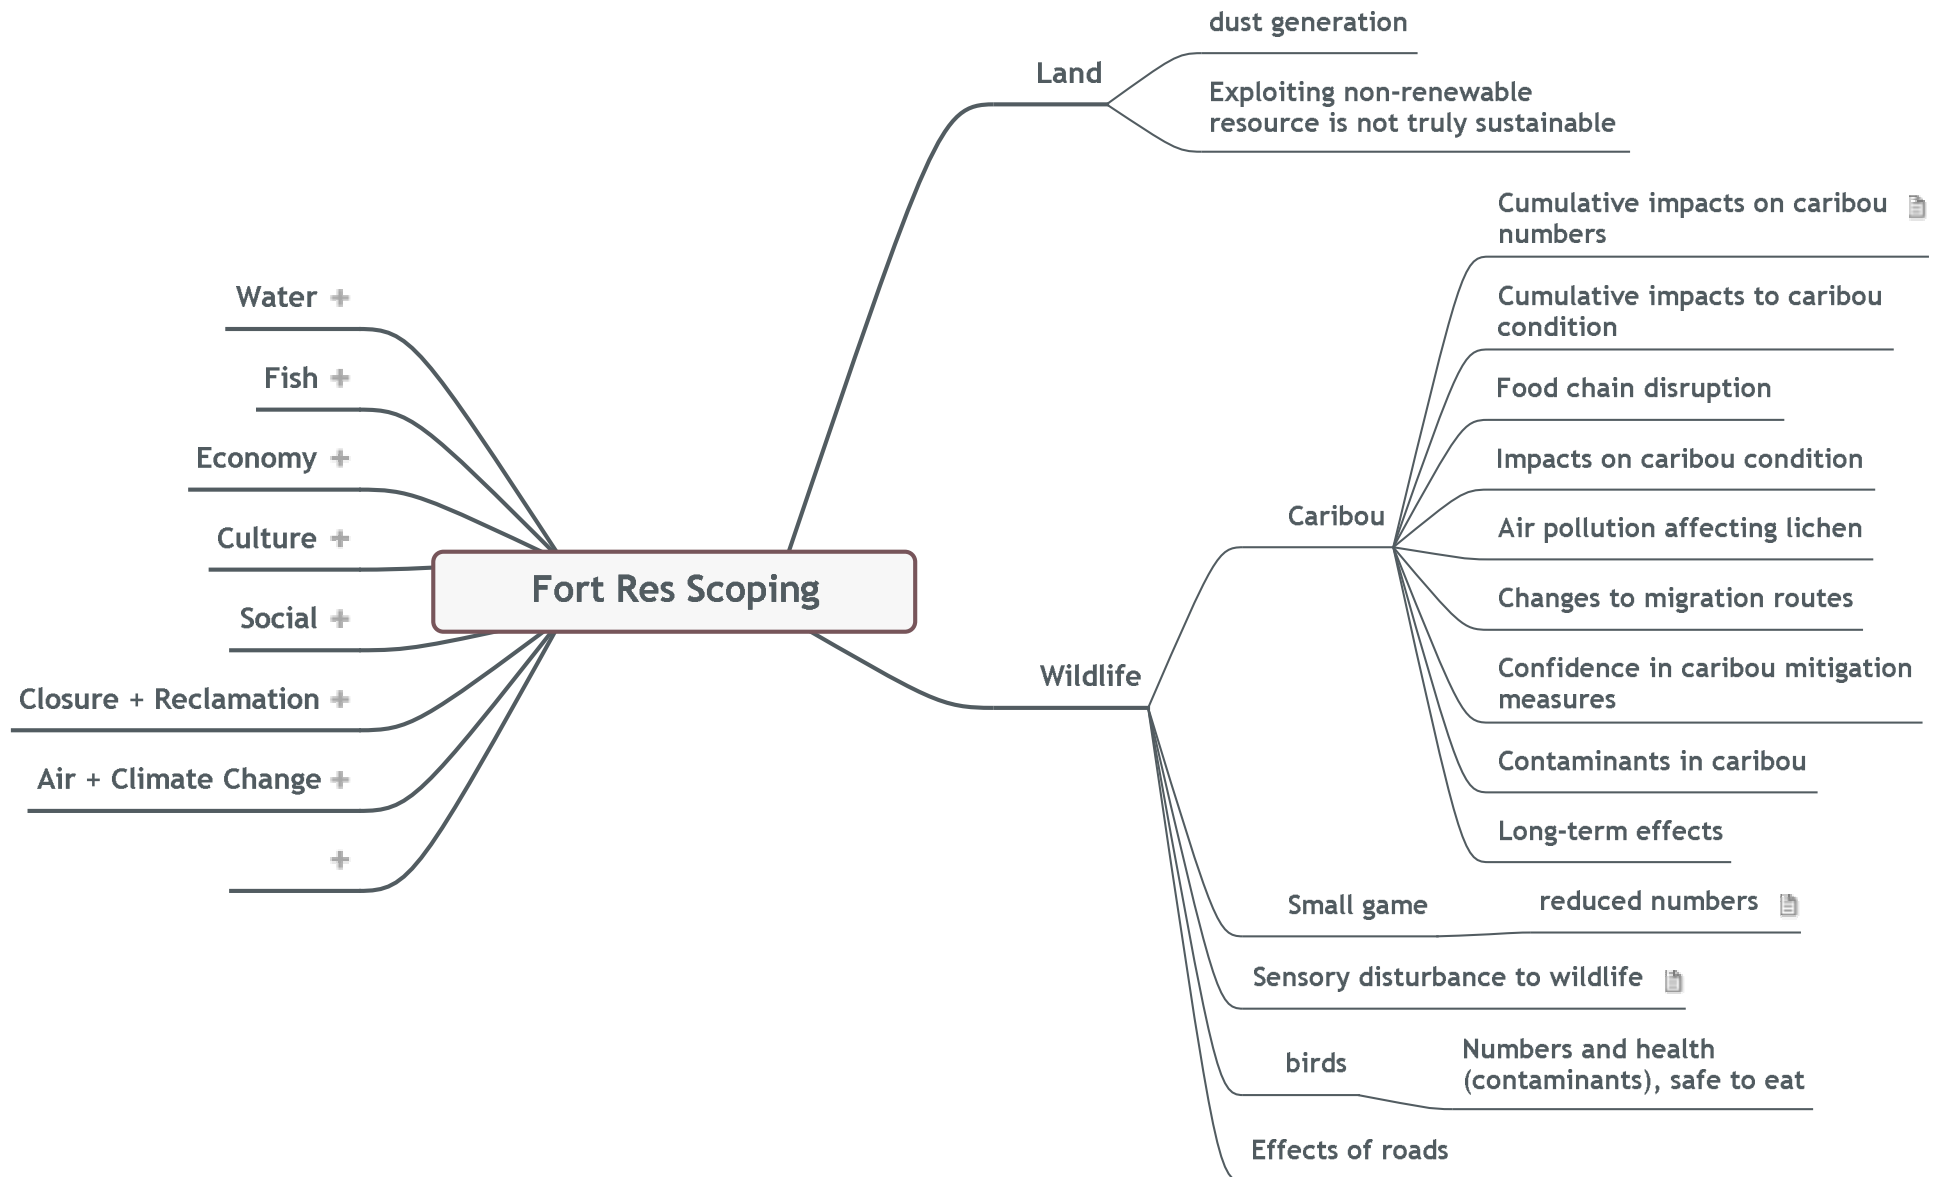 Fort Res Scoping
Land
dust generation
Exploiting non-renewable
resource is not truly sustainable
Wildlife
Caribou
Cumulative impacts on caribou
numbers
Cumulative impacts to caribou
condition
Food chain disruption
Impacts on caribou condition
Air pollution affecting lichen
Changes to migration routes
Confidence in caribou mitigation
measures
Contaminants in caribou
Long-term effects
Small game
reduced numbers
Sensory disturbance to wildlife
birds
Numbers and health
(contaminants), safe to eat
Effects of roads
Water
Fish
Economy
Culture
Social
Closure + Reclamation
Air + Climate Change